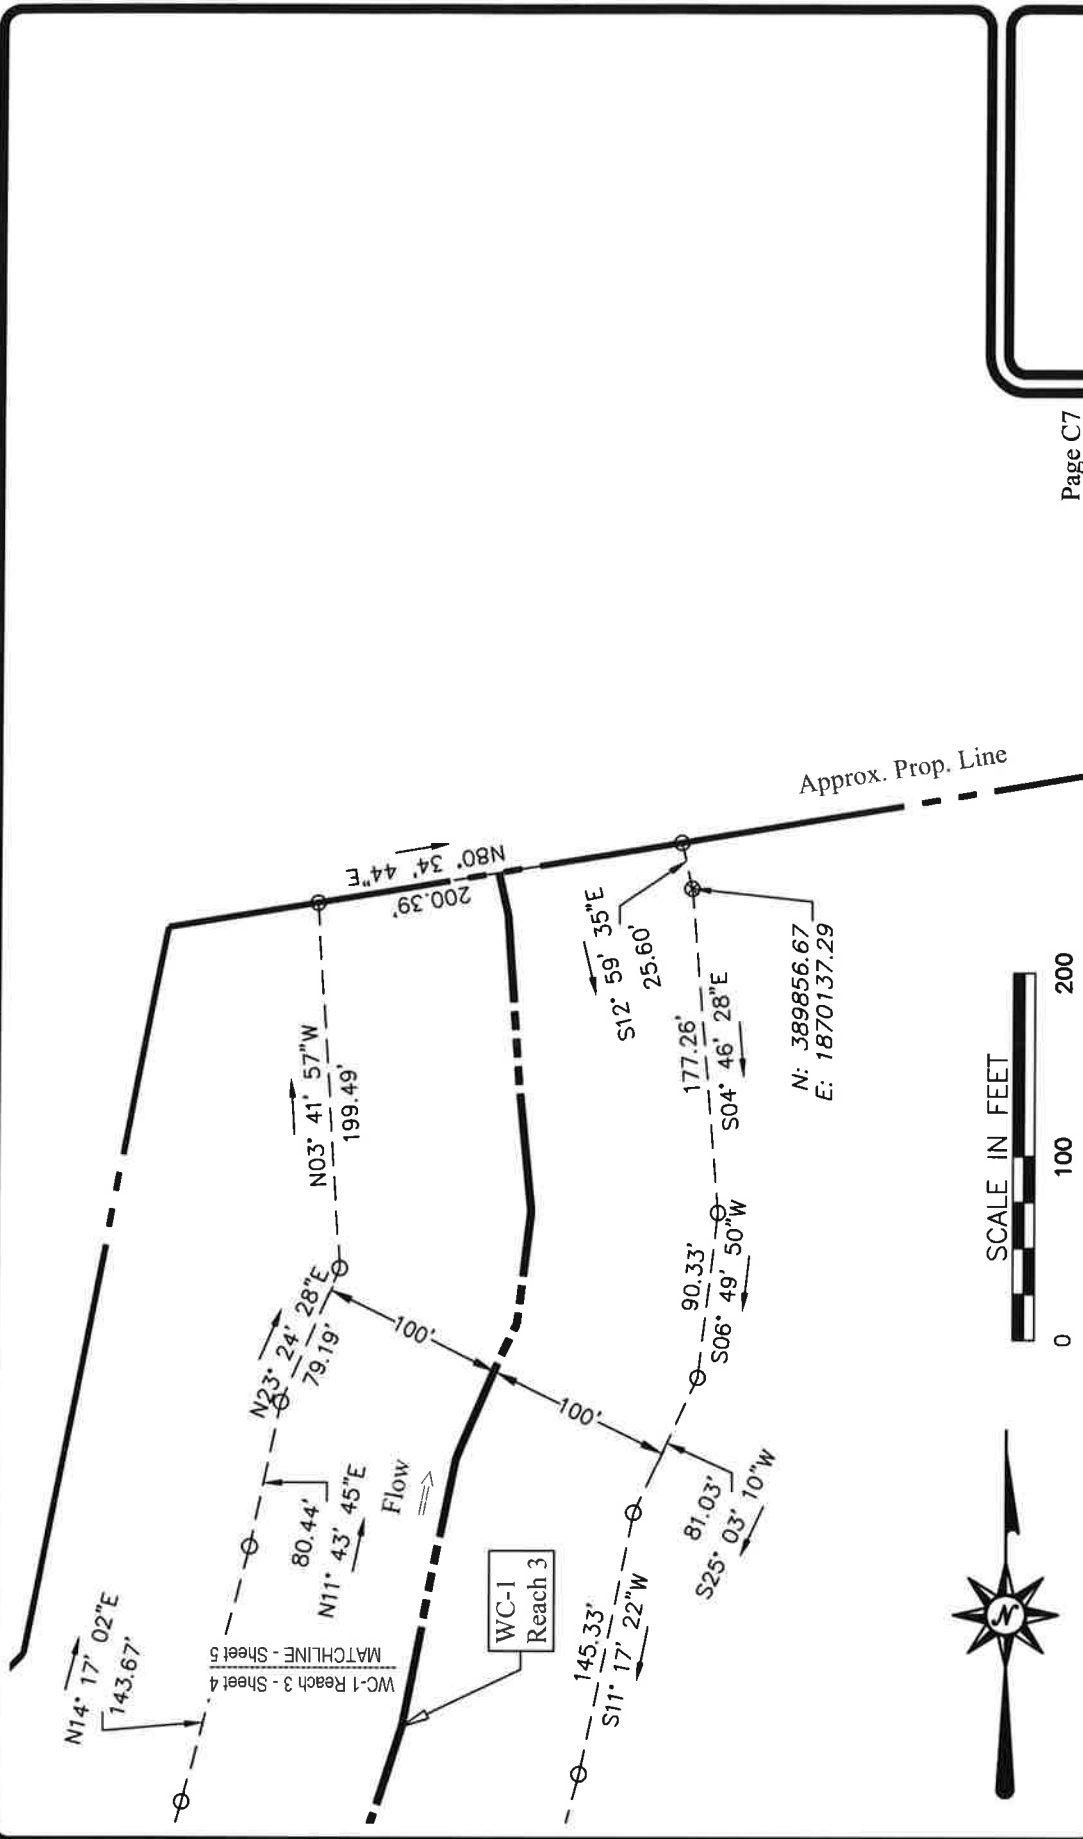 N14° 17' 02"E
143.67'
WC-1 Reach 3 - Sheet 4
MATCHLINE - Sheet 5
80.44'
N11° 43' 45"E
N23° 24' 28"E
79.19'
N03° 41' 57"W
199.49'
N80° 34' 44"E
200.39'
Flow
WC-1
Reach 3
100'
100'
145.33'
S11° 17' 22"W
81.03'
S25° 03' 10"W
90.33'
S06° 49' 50"W
177.26'
S04° 46' 28"E
S12° 59' 35"E
25.60'
N: 389856.67
E: 1870137.29
Approx. Prop. Line
N
SCALE IN FEET
0 100 200
Page C7